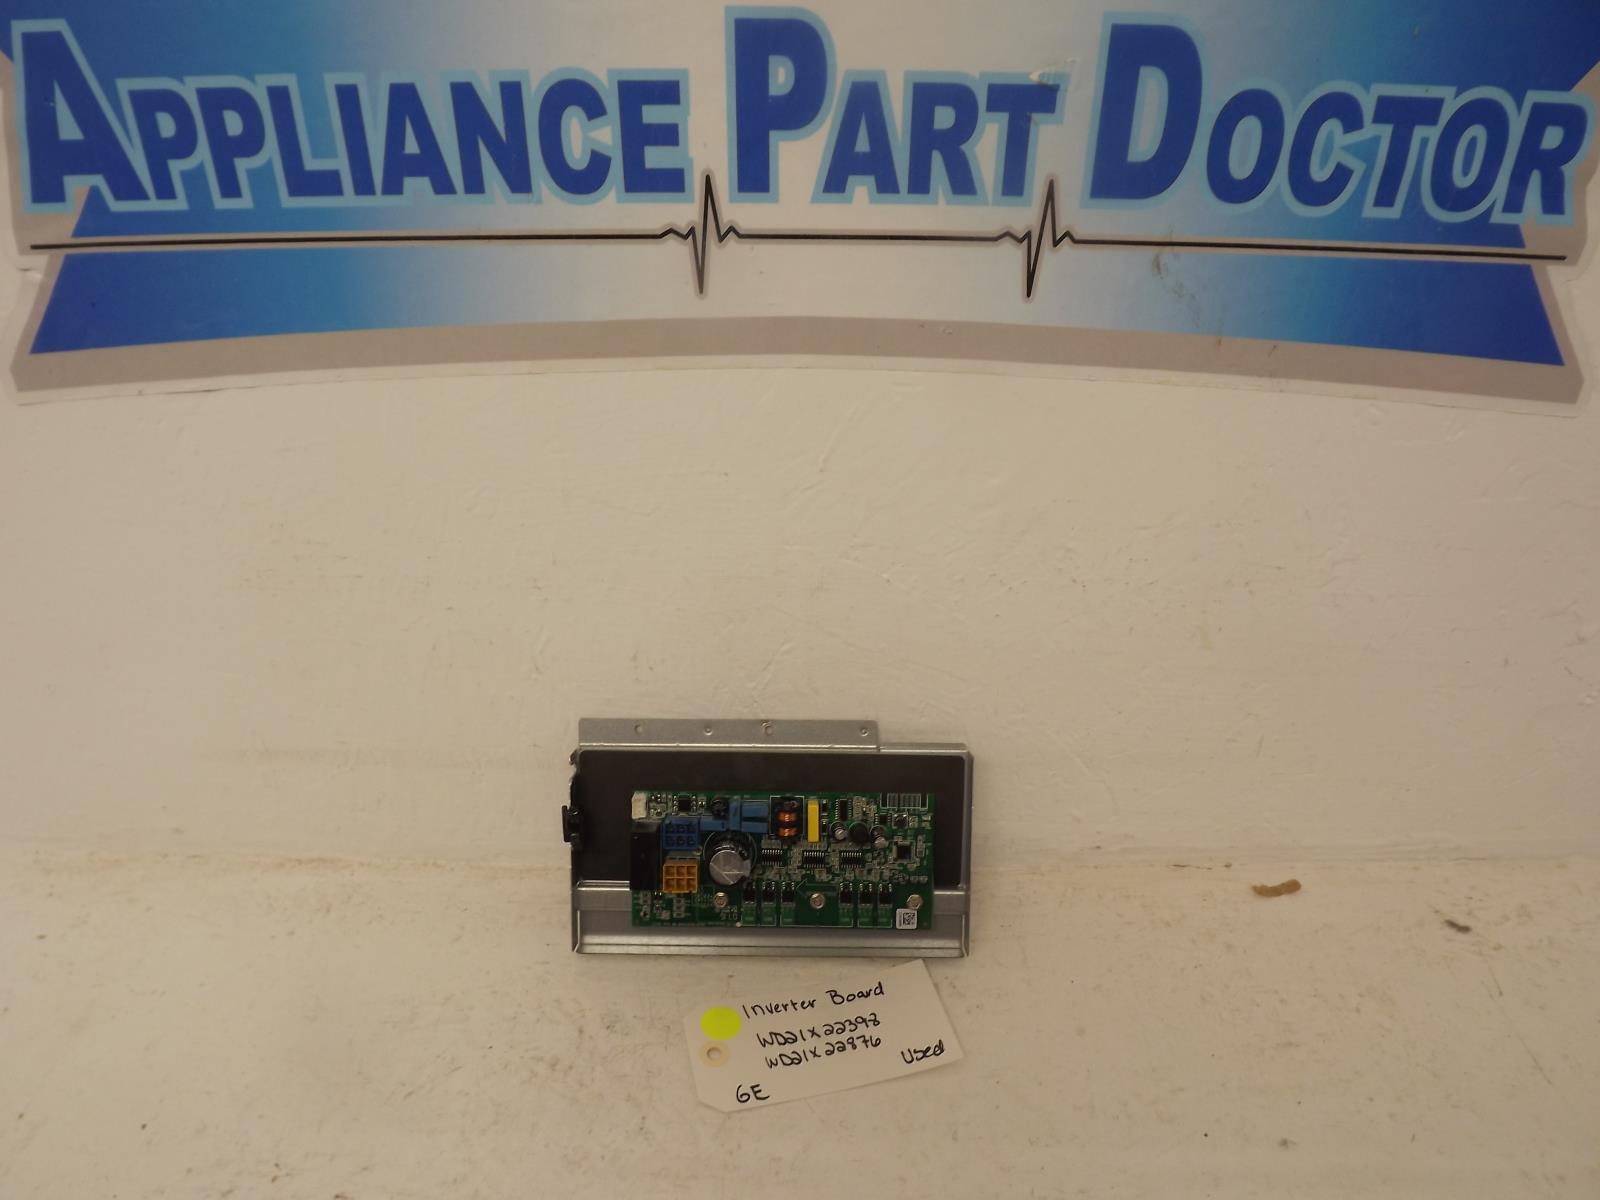 APPLIANCE PART DOCTOR
Inverter Board
WD21X22398
WD21X22876
Used
GE